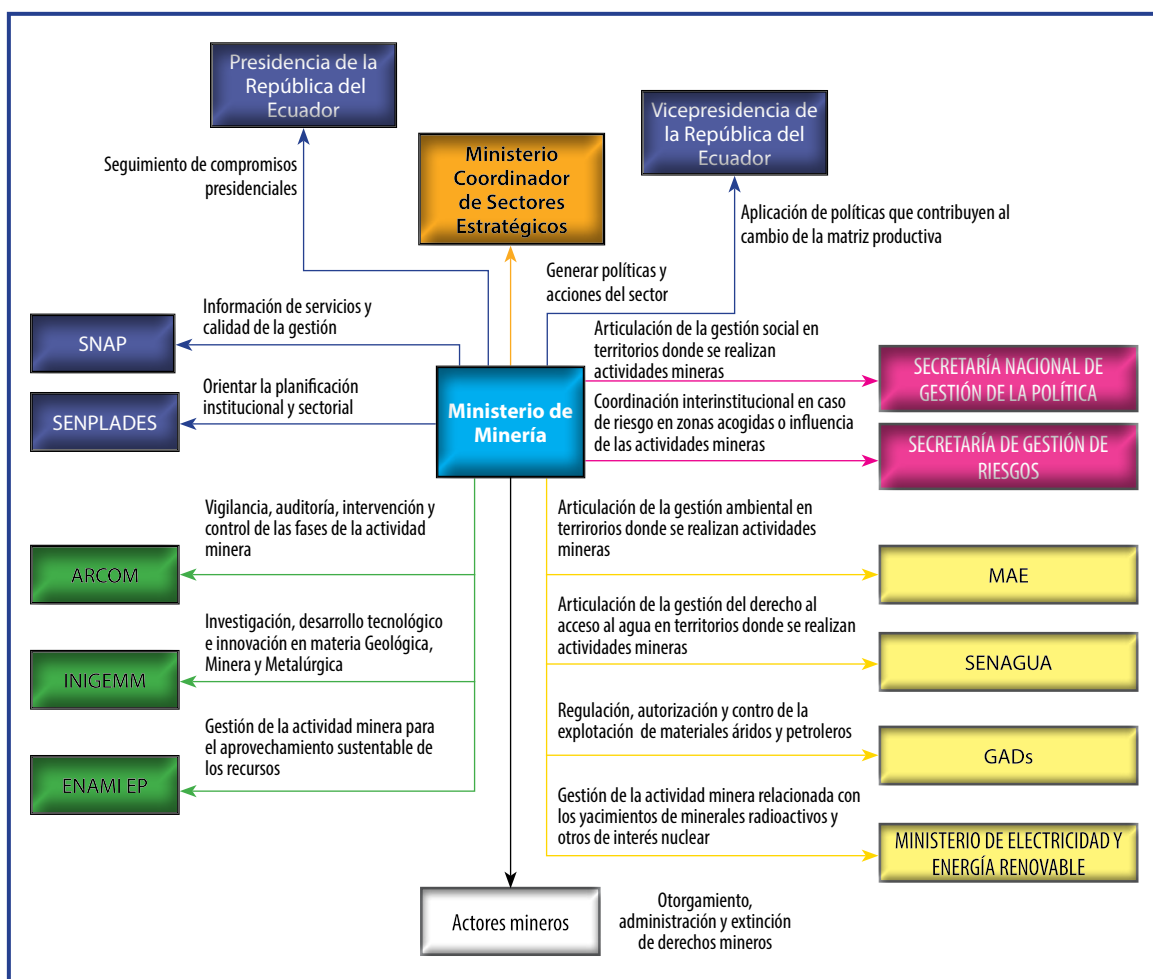 Presidencia de la
República del
Ecuador
Vicepresidencia de
la República del
Ecuador
Ministerio
Coordinador
de Sectores
Estratégicos
Seguimiento de compromisos
presidenciales
Aplicación de políticas que contribuyen al
cambio de la matriz productiva
Generar políticas y
acciones del sector
Información de servicios y
calidad de la gestión
SNAP
Orientar la planificación
institucional y sectorial
SENPLADES
Ministerio de
Minería
Articulación de la gestión social en
territorios donde se realizan
actividades mineras
SECRETARÍA NACIONAL DE
GESTIÓN DE LA POLÍTICA
Coordinación interinstitucional en caso
de riesgo en zonas acogidas o influencia
de las actividades mineras
SECRETARÍA DE GESTIÓN DE
RIESGOS
Vigilancia, auditoría, intervención y
control de las fases de la actividad
minera
ARCOM
Investigación, desarrollo tecnológico
e innovación en materia Geológica,
Minera y Metalúrgica
INIGEMM
Gestión de la actividad minera para
el aprovechamiento sustentable de
los recursos
ENAMI EP
Articulación de la gestión ambiental en
terrirorios donde se realizan actividades
mineras
MAE
Articulación de la gestión del derecho al
acceso al agua en territorios donde se realizan
actividades mineras
SENAGUA
Regulación, autorización y contro de la
explotación de materiales áridos y petroleros
GADs
Gestión de la actividad minera relacionada con
los yacimientos de minerales radioactivos y
otros de interés nuclear
MINISTERIO DE ELECTRICIDAD Y
ENERGÍA RENOVABLE
Actores mineros
Otorgamiento,
administración y extinción
de derechos mineros